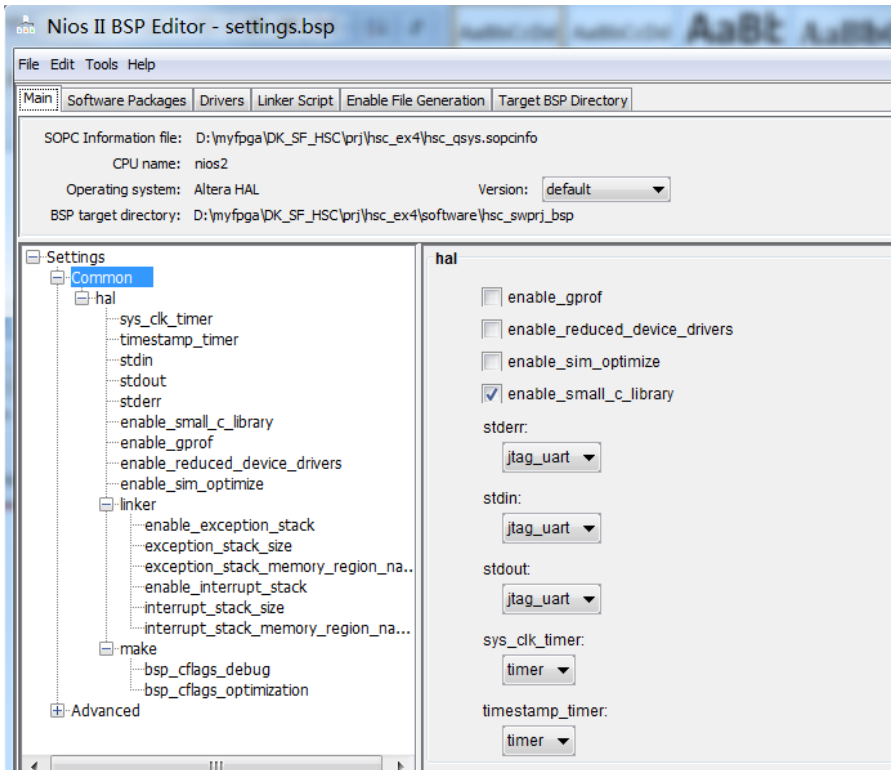 Nios II BSP Editor - settings.bsp
File Edit Tools Help
Main Software Packages Drivers Linker Script Enable File Generation Target BSP Directory
SOPC Information file: D:\myfpga\DK_SF_HSC\prj\hsc_ex4\hsc_qsys.sopcinfo
CPU name: nios2
Operating system: Altera HAL Version: default
BSP target directory: D:\myfpga\DK_SF_HSC\prj\hsc_ex4\software\hsc_swprj_bsp
Settings
Common
hal
sys_clk_timer
timestamp_timer
stdin
stdout
stderr
enable_small_c_library
enable_gprof
enable_reduced_device_drivers
enable_sim_optimize
linker
enable_exception_stack
exception_stack_size
exception_stack_memory_region_na...
enable_interrupt_stack
interrupt_stack_size
interrupt_stack_memory_region_na...
make
bsp_cflags_debug
bsp_cflags_optimization
Advanced
hal
enable_gprof
enable_reduced_device_drivers
enable_sim_optimize
enable_small_c_library
stderr:
jtag_uart
stdin:
jtag_uart
stdout:
jtag_uart
sys_clk_timer:
timer
timestamp_timer:
timer